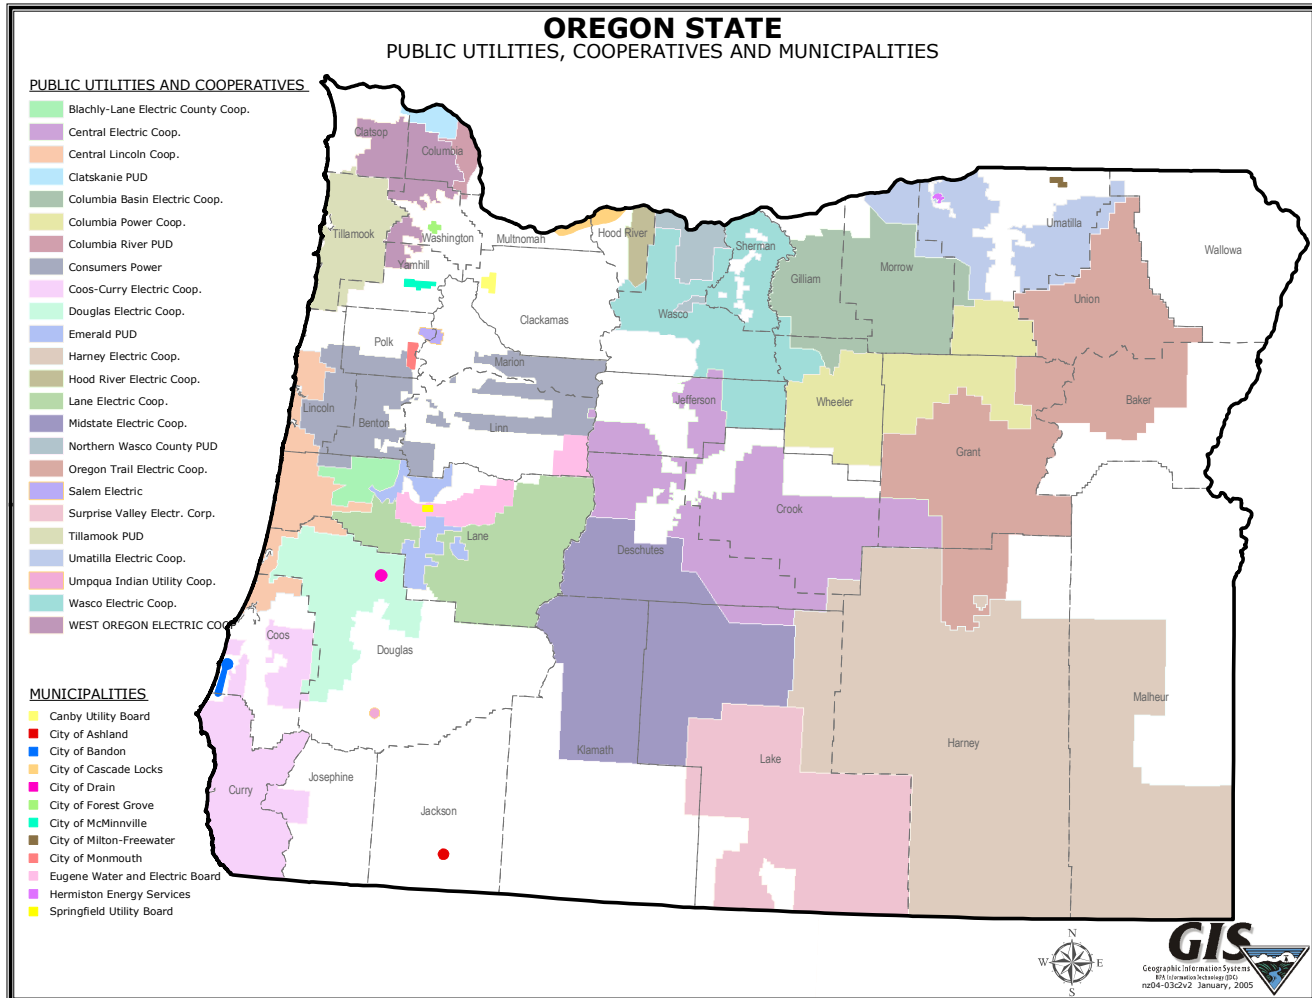 OREGON STATE
PUBLIC UTILITIES, COOPERATIVES AND MUNICIPALITIES
PUBLIC UTILITIES AND COOPERATIVES
Blachly-Lane Electric County Coop.
Central Electric Coop.
Central Lincoln Coop.
Clatskanie PUD
Columbia Basin Electric Coop.
Columbia Power Coop.
Columbia River PUD
Consumers Power
Coos-Curry Electric Coop.
Douglas Electric Coop.
Emerald PUD
Harney Electric Coop.
Hood River Electric Coop.
Lane Electric Coop.
Midstate Electric Coop.
Northern Wasco County PUD
Oregon Trail Electric Coop.
Salem Electric
Surprise Valley Electr. Corp.
Tillamook PUD
Umatilla Electric Coop.
Umpqua Indian Utility Coop.
Wasco Electric Coop.
WEST OREGON ELECTRIC COOP
MUNICIPALITIES
Canby Utility Board
City of Ashland
City of Bandon
City of Cascade Locks
City of Drain
City of Forest Grove
City of McMinnville
City of Milton-Freewater
City of Monmouth
Eugene Water and Electric Board
Hermiston Energy Services
Springfield Utility Board
Clatsop
Columbia
Tillamook
Washington
Multnomah
Hood River
Sherman
Umatilla
Wallowa
Yamhill
Gilliam
Morrow
Union
Clackamas
Wasco
Polk
Marion
Lincoln
Benton
Linn
Jefferson
Wheeler
Baker
Grant
Crook
Lane
Deschutes
Coos
Douglas
Malheur
Klamath
Lake
Harney
Curry
Josephine
Jackson
N
W
E
S
GIS
Geographic Information Systems
BPA Information Technology (JDC)
nz04-03c2v2 January, 2005